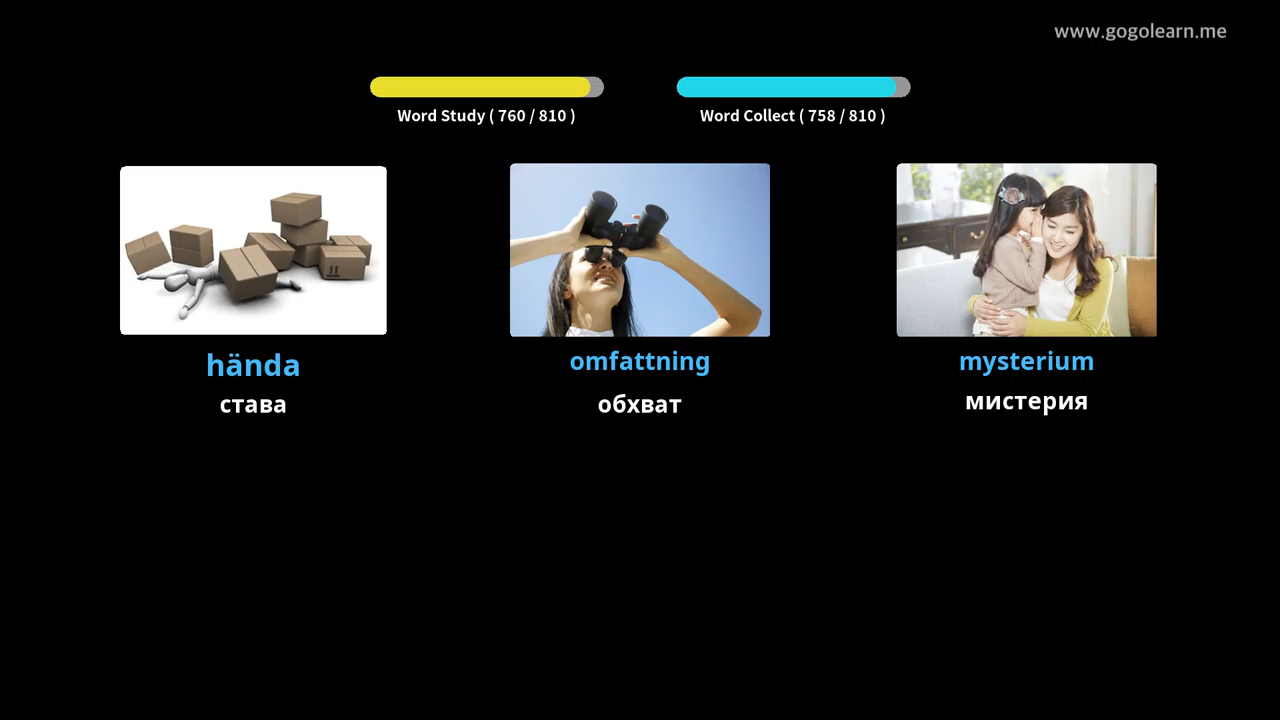 www.gogolearn.me
Word Study ( 760 / 810 )
Word Collect ( 758 / 810 )
hända
omfattning
mysterium
става
обхват
мистерия